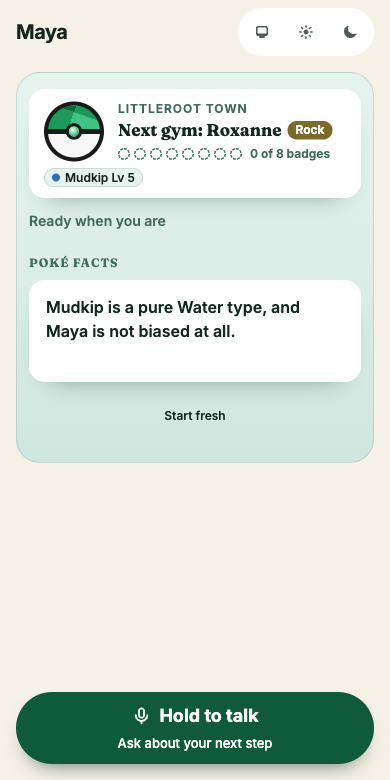 Maya
LITTLEROOT TOWN
Next gym: Roxanne Rock
0 of 8 badges
Mudkip Lv 5
Ready when you are
POKÉ FACTS
Mudkip is a pure Water type, and
Maya is not biased at all.
Start fresh
Hold to talk
Ask about your next step